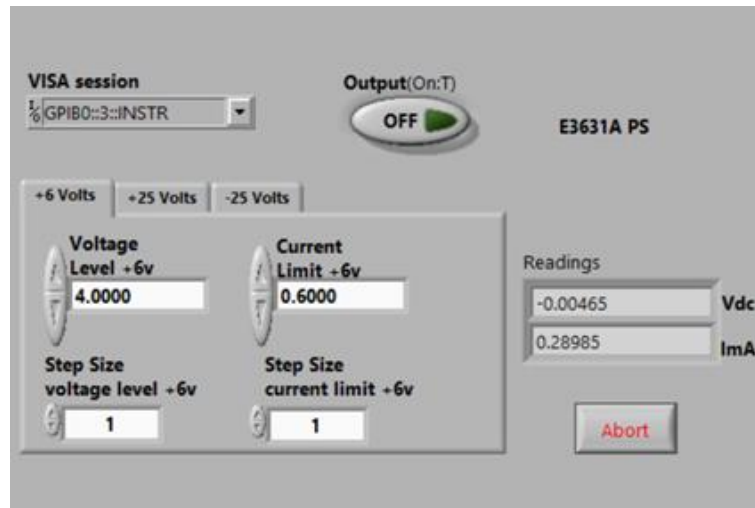 VISA session
GPIB0::3::INSTR
Output(On:T)
OFF
E3631A PS
+6 Volts
+25 Volts
-25 Volts
Voltage
Level +6v
4.0000
Current
Limit +6v
0.6000
Step Size
voltage level +6v
1
Step Size
current limit +6v
1
Readings
-0.00465
Vdc
0.28985
ImA
Abort